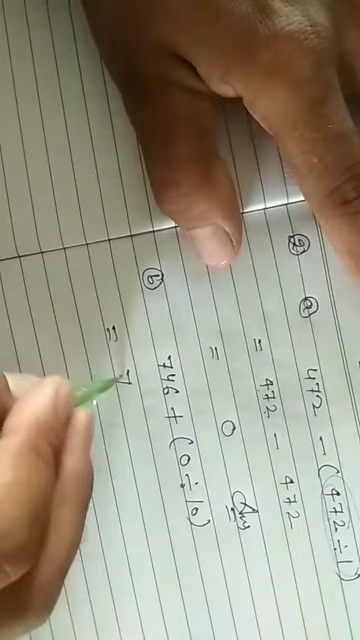 ② ⓐ 472 - (472 ÷ 1)
= 472 - 472
= 0 Ans
ⓑ 746 + (0 ÷ 10)
= 7